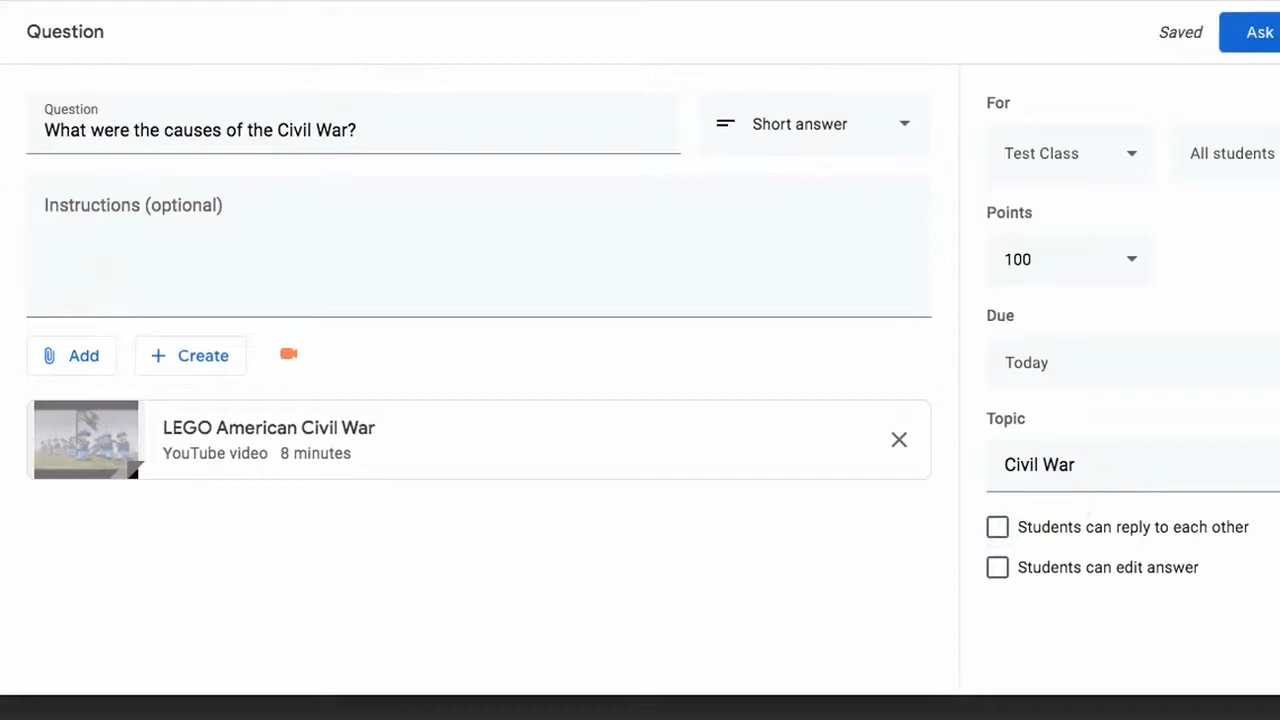 Question
Saved
Ask
Question
What were the causes of the Civil War?
Short answer
Instructions (optional)
Add
Create
LEGO American Civil War
YouTube video 8 minutes
For
Test Class
All students
Points
100
Due
Today
Topic
Civil War
Students can reply to each other
Students can edit answer